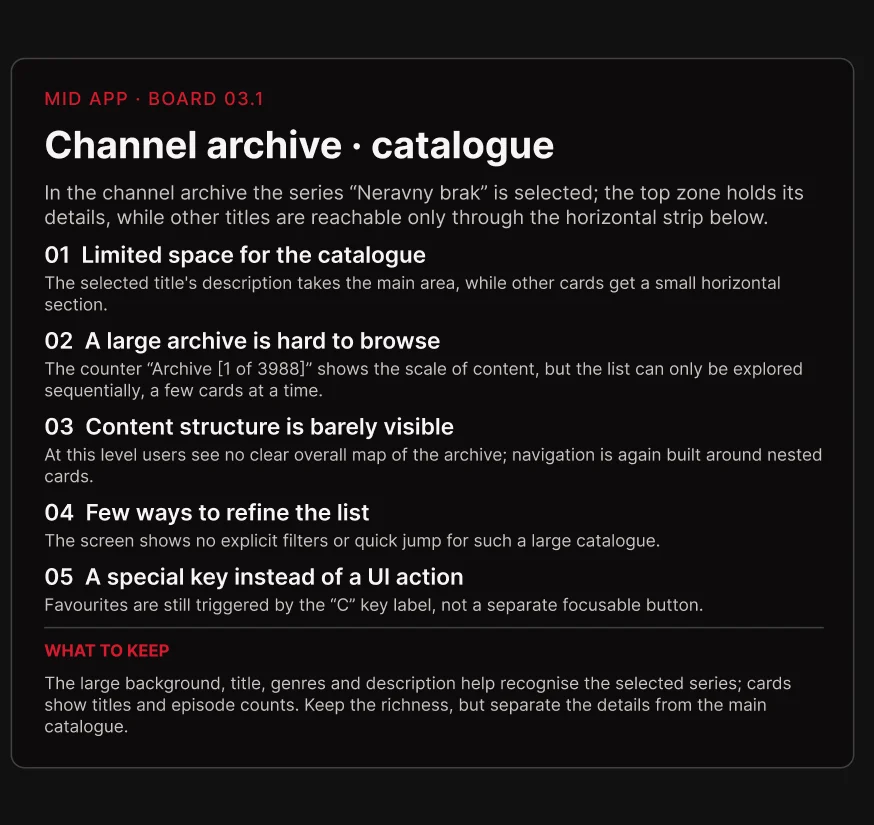 MID APP · BOARD 03.1
Channel archive · catalogue
In the channel archive the series “Neravny brak” is selected; the top zone holds its
details, while other titles are reachable only through the horizontal strip below.
01 Limited space for the catalogue
The selected title's description takes the main area, while other cards get a small horizontal
section.
02 A large archive is hard to browse
The counter “Archive [1 of 3988]” shows the scale of content, but the list can only be explored
sequentially, a few cards at a time.
03 Content structure is barely visible
At this level users see no clear overall map of the archive; navigation is again built around nested
cards.
04 Few ways to refine the list
The screen shows no explicit filters or quick jump for such a large catalogue.
05 A special key instead of a UI action
Favourites are still triggered by the “C” key label, not a separate focusable button.
WHAT TO KEEP
The large background, title, genres and description help recognise the selected series; cards
show titles and episode counts. Keep the richness, but separate the details from the main
catalogue.